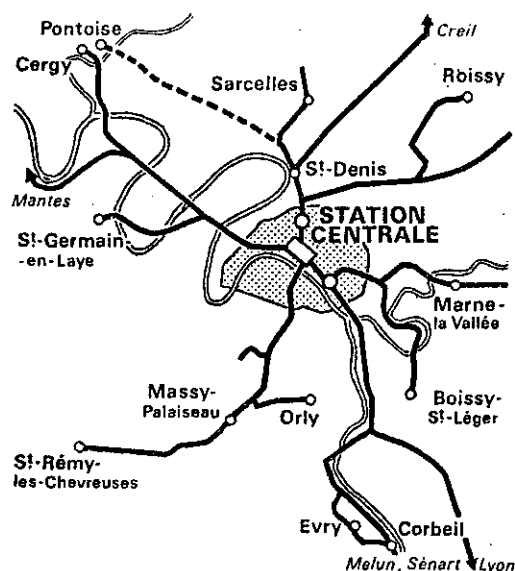 Pontoise
Cergy
Creil
Sarcelles
Roissy
St-Denis
Mantes
STATION
CENTRALE
St-Germain
-en-Laye
Marne-
la Vallée
Massy-
Palaiseau
Orly
Boissy-
St-Léger
St-Rémy-
les-Chevreuses
Evry
Corbeil
Melun, Sénart
Lyon